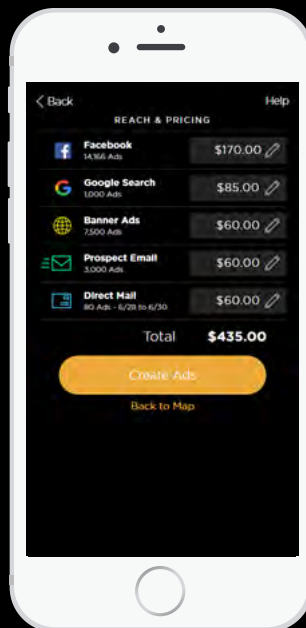 Back
Help
REACH & PRICING
Facebook
14,166 Ads
$170.00
Google Search
1,000 Ads
$85.00
Banner Ads
7,500 Ads
$60.00
Prospect Email
3,000 Ads
$60.00
Direct Mail
80 Ads - 6/28 to 6/30
$60.00
Total $435.00
Create Ads
Back to Map